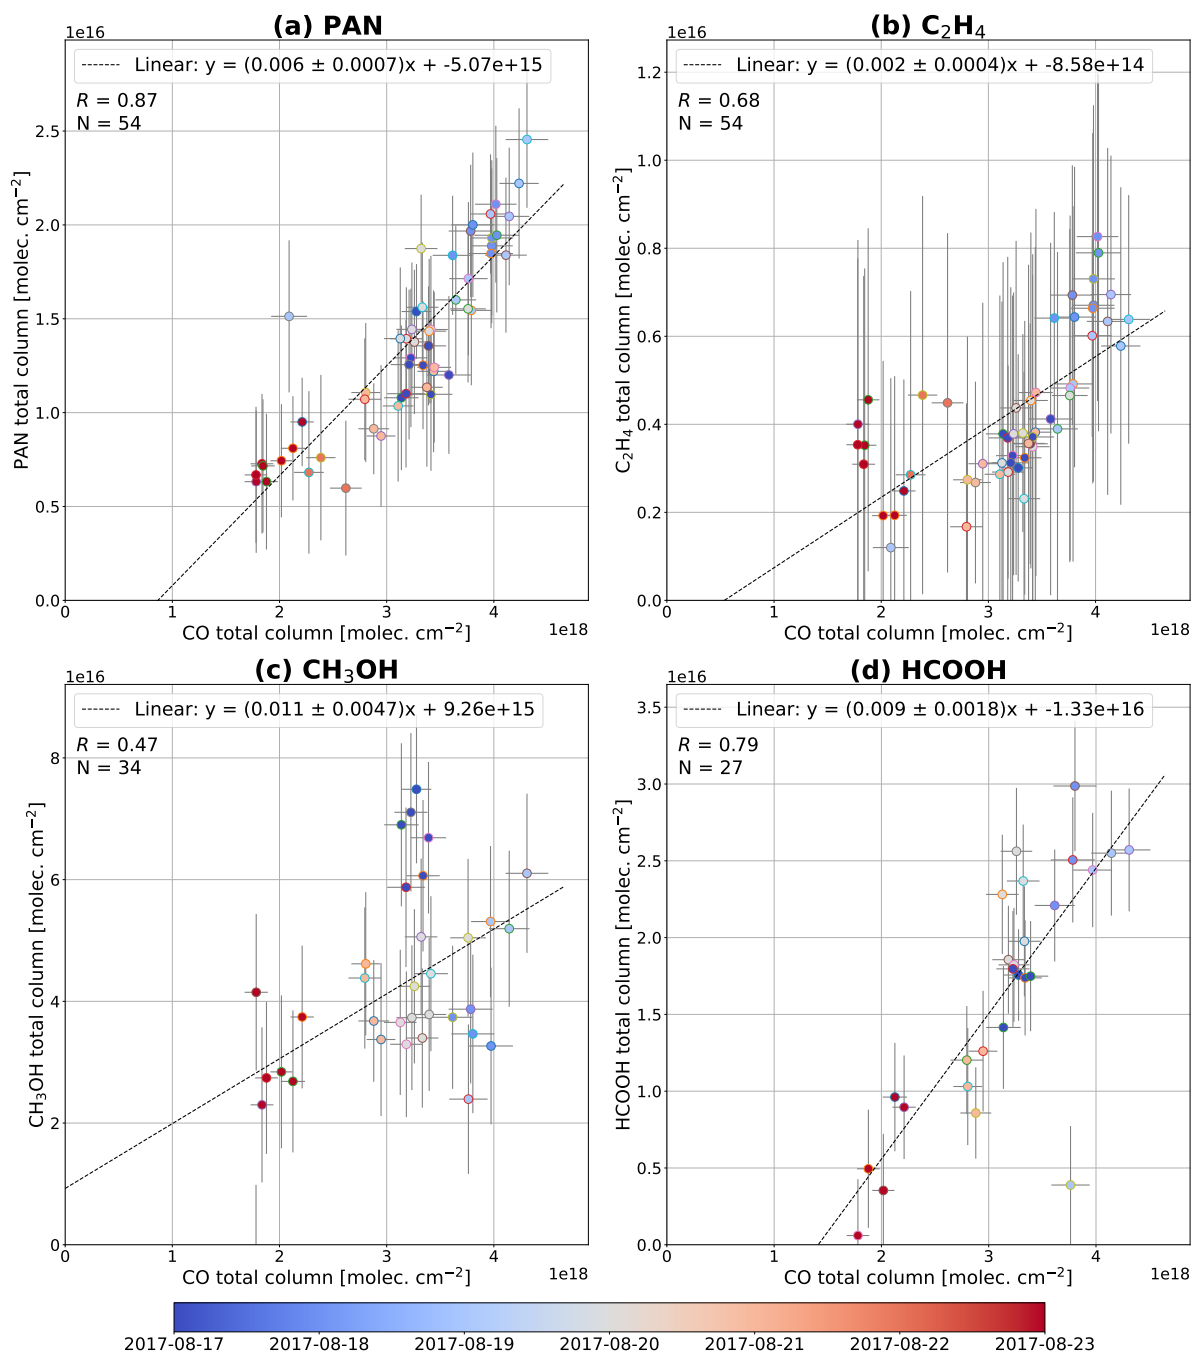 (a) PAN
1e16
Linear: y = (0.006 ± 0.0007)x + -5.07e+15
R = 0.87
N = 54
PAN total column [molec. cm⁻²]
2.5
2.0
1.5
1.0
0.5
0.0
0 1 2 3 4
CO total column [molec. cm⁻²]
1e18
(b) C₂H₄
1e16
Linear: y = (0.002 ± 0.0004)x + -8.58e+14
R = 0.68
N = 54
C₂H₄ total column [molec. cm⁻²]
1.2
1.0
0.8
0.6
0.4
0.2
0.0
0 1 2 3 4
CO total column [molec. cm⁻²]
1e18
(c) CH₃OH
1e16
Linear: y = (0.011 ± 0.0047)x + 9.26e+15
R = 0.47
N = 34
CH₃OH total column [molec. cm⁻²]
8
6
4
2
0
0 1 2 3 4
CO total column [molec. cm⁻²]
1e18
(d) HCOOH
1e16
Linear: y = (0.009 ± 0.0018)x + -1.33e+16
R = 0.79
N = 27
HCOOH total column [molec. cm⁻²]
3.5
3.0
2.5
2.0
1.5
1.0
0.5
0.0
0 1 2 3 4
CO total column [molec. cm⁻²]
1e18
2017-08-17 2017-08-18 2017-08-19 2017-08-20 2017-08-21 2017-08-22 2017-08-23